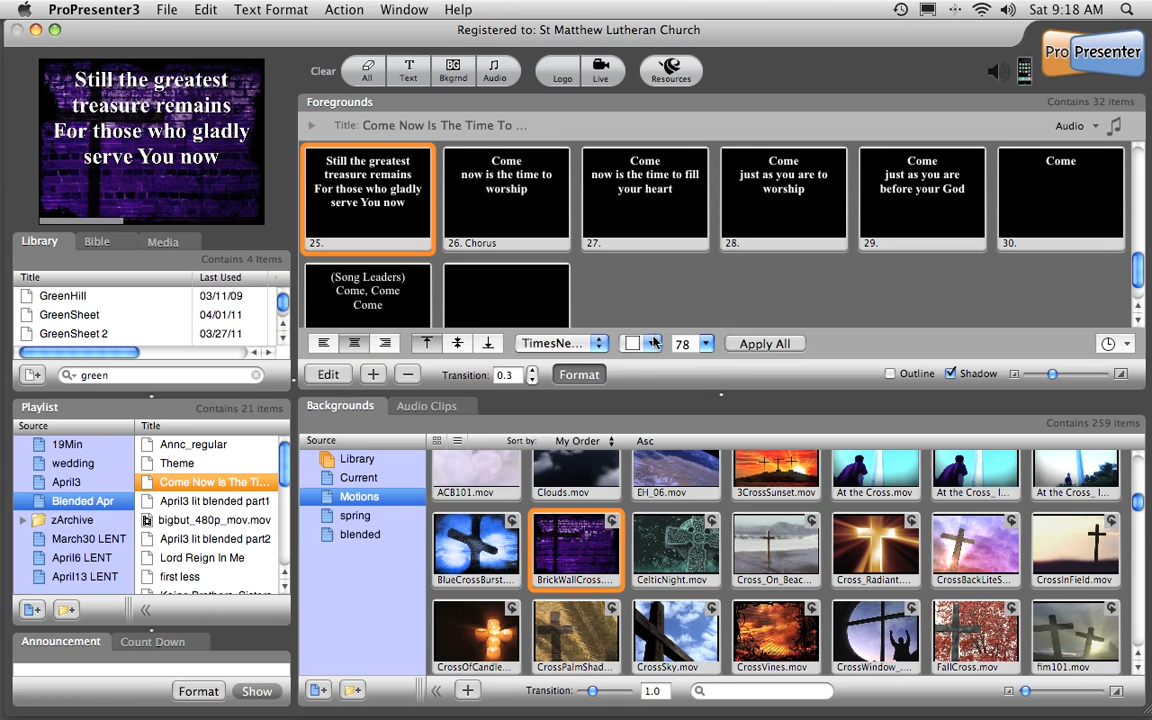 ProPresenter3 File Edit Text Format Action Window Help Sat 9:18 AM
Registered to: St Matthew Lutheran Church
Still the greatest
treasure remains
For those who gladly
serve You now
Clear All Text Bkgrnd Audio Logo Live Resources
ProPresenter
Foregrounds Contains 32 items
Title: Come Now Is The Time To ... Audio
Still the greatest
treasure remains
For those who gladly
serve You now
25.
Come
now is the time to
worship
26. Chorus
Come
now is the time to fill
your heart
27.
Come
just as you are to
worship
28.
Come
just as you are
before your God
29.
Come
30.
(Song Leaders)
Come, Come
Come
TimesNe... 78 Apply All
Edit Transition: 0.3 Format Outline Shadow
Library Bible Media
Contains 4 Items
Title Last Used
GreenHill 03/11/09
GreenSheet 04/01/11
GreenSheet 2 03/27/11
green
Playlist Contains 21 items
Source Title
19Min
wedding
April3
Blended Apr
zArchive
March30 LENT
April6 LENT
April13 LENT
Annc_regular
Theme
Come Now Is The Ti...
April3 lit blended part1
bigbut_480p_mov.mov
April3 lit blended part2
Lord Reign In Me
first less
Announcement Count Down
Format Show
Backgrounds Audio Clips
Contains 259 items
Source Sort by: My Order Asc
Library
Current
Motions
spring
blended
ACB101.mov Clouds.mov EH_06.mov 3CrossSunset.mov At the Cross.mov At the Cross_ I... At the Cross_ In...
BlueCrossBurst.... BrickWallCross.... CelticNight.mov Cross_On_Beac... Cross_Radiant.... CrossBackLiteS... CrossInField.mov
CrossOfCandle... CrossPalmShad... CrossSky.mov CrossVines.mov CrossWindow_... FallCross.mov fim101.mov
Transition: 1.0